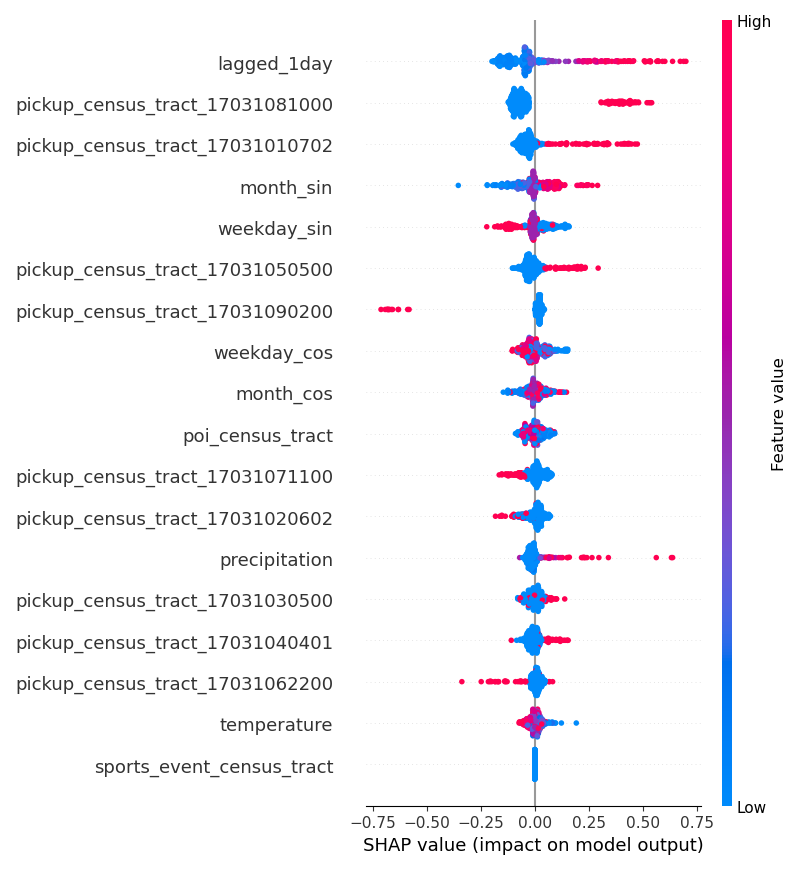 High
lagged_1day
pickup_census_tract_17031081000
pickup_census_tract_17031010702
month_sin
weekday_sin
pickup_census_tract_17031050500
pickup_census_tract_17031090200
weekday_cos
month_cos
poi_census_tract
pickup_census_tract_17031071100
pickup_census_tract_17031020602
precipitation
pickup_census_tract_17031030500
pickup_census_tract_17031040401
pickup_census_tract_17031062200
temperature
sports_event_census_tract
Feature value
Low
−0.75 −0.50 −0.25 0.00 0.25 0.50 0.75
SHAP value (impact on model output)